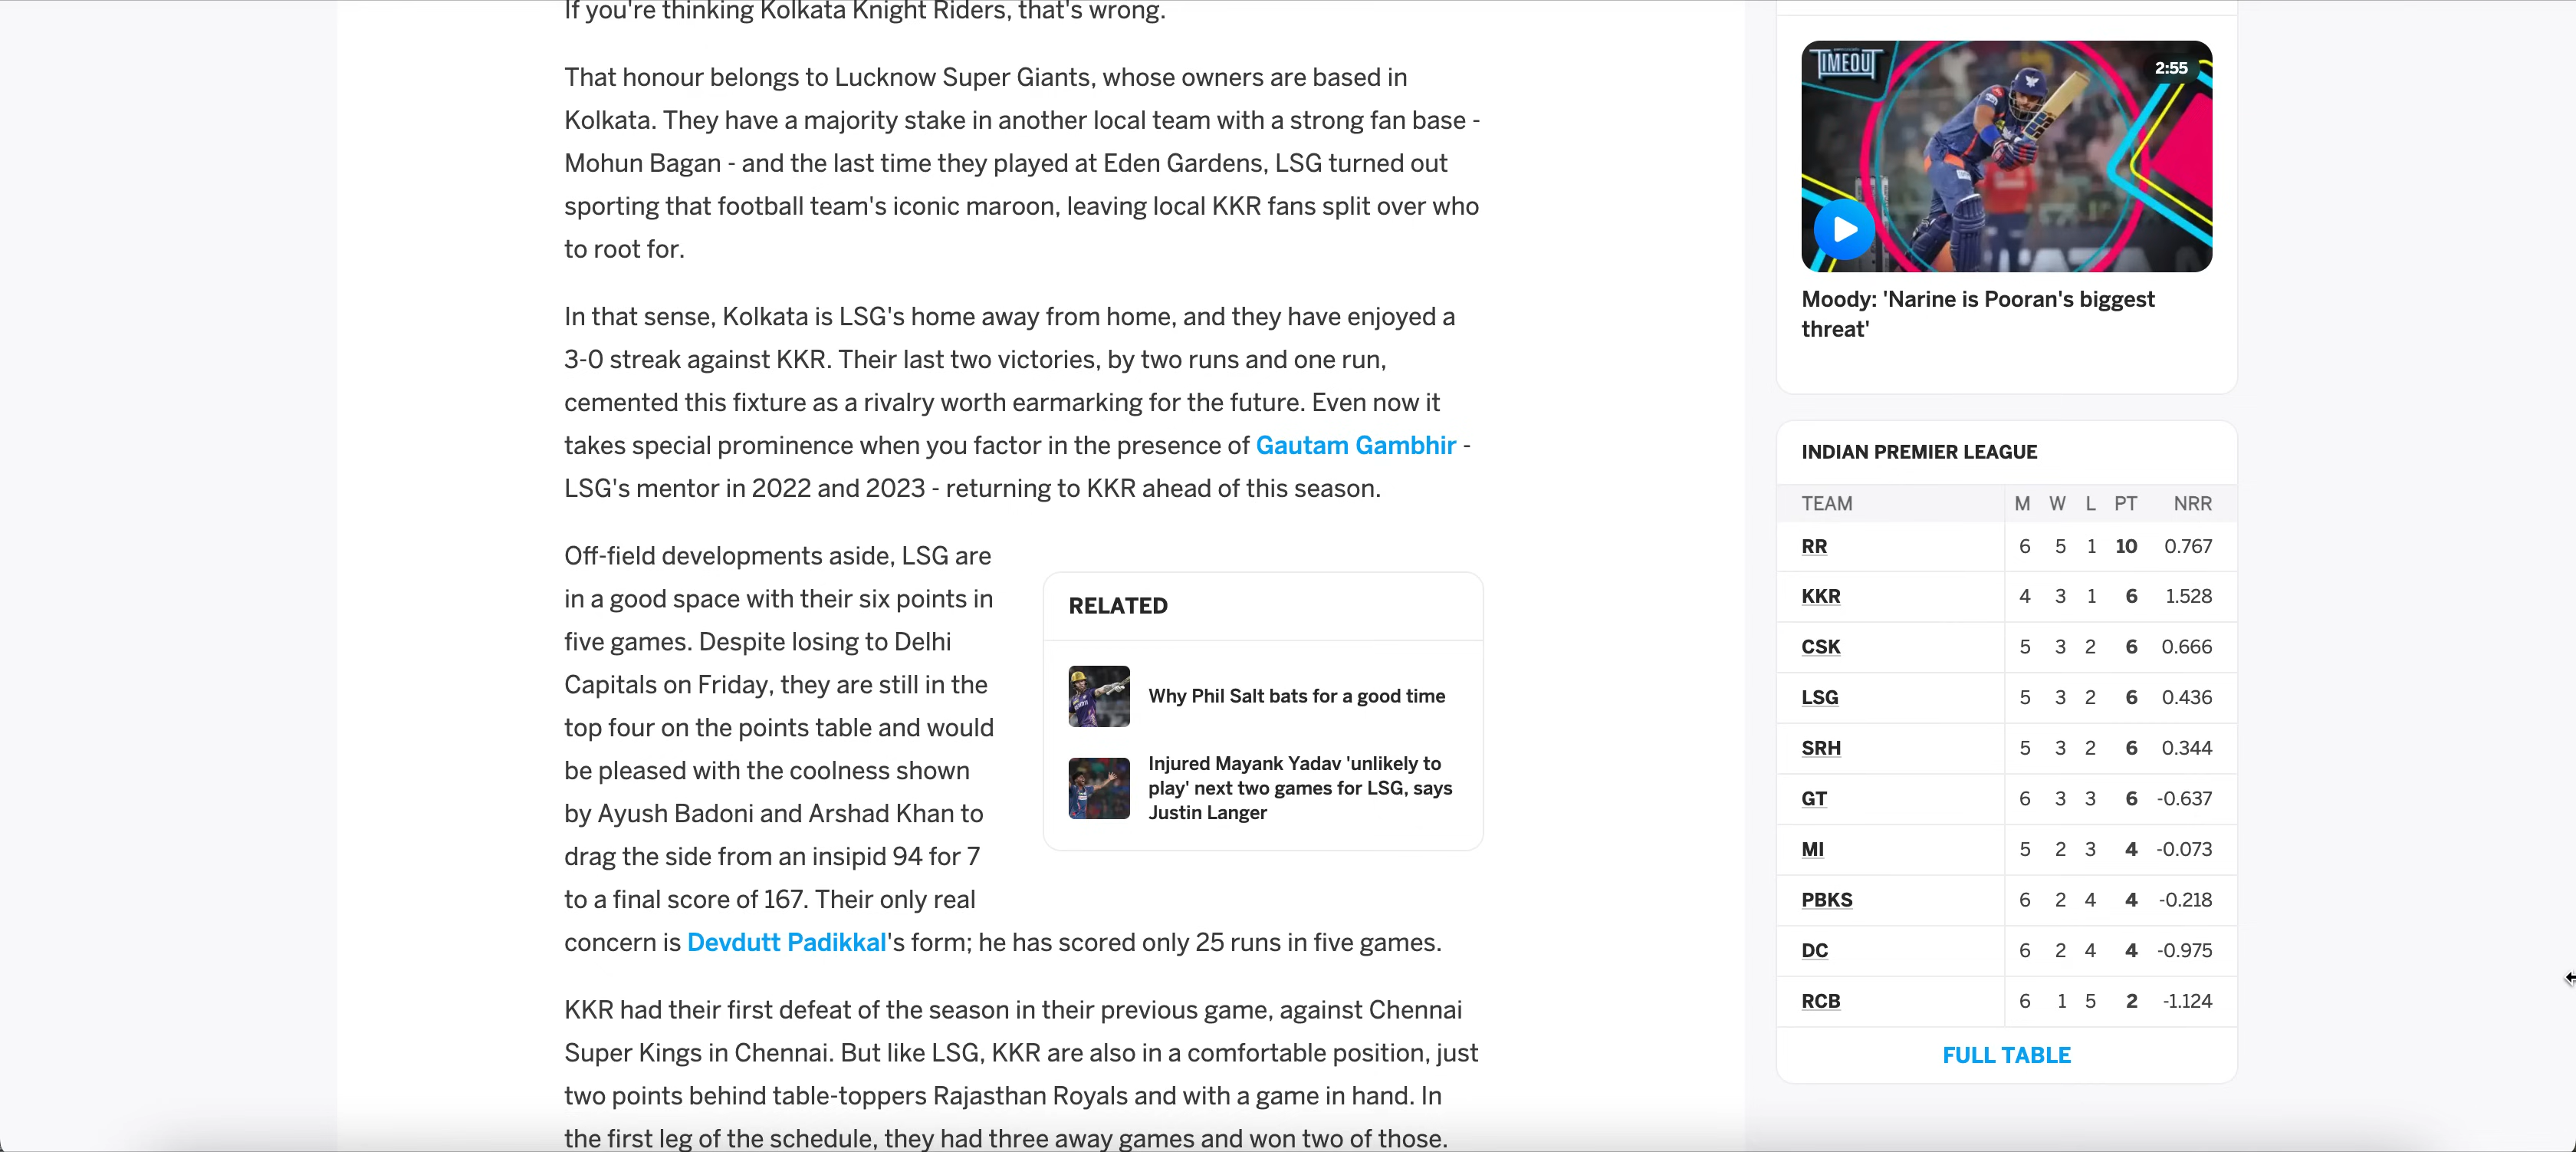 If you're thinking Kolkata Knight Riders, that's wrong.
That honour belongs to Lucknow Super Giants, whose owners are based in
Kolkata. They have a majority stake in another local team with a strong fan base -
Mohun Bagan - and the last time they played at Eden Gardens, LSG turned out
sporting that football team's iconic maroon, leaving local KKR fans split over who
to root for.
In that sense, Kolkata is LSG's home away from home, and they have enjoyed a
3-0 streak against KKR. Their last two victories, by two runs and one run,
cemented this fixture as a rivalry worth earmarking for the future. Even now it
takes special prominence when you factor in the presence of Gautam Gambhir -
LSG's mentor in 2022 and 2023 - returning to KKR ahead of this season.
Off-field developments aside, LSG are
in a good space with their six points in
five games. Despite losing to Delhi
Capitals on Friday, they are still in the
top four on the points table and would
be pleased with the coolness shown
by Ayush Badoni and Arshad Khan to
drag the side from an insipid 94 for 7
to a final score of 167. Their only real
concern is Devdutt Padikkal's form; he has scored only 25 runs in five games.
RELATED
Why Phil Salt bats for a good time
Injured Mayank Yadav 'unlikely to
play' next two games for LSG, says
Justin Langer
KKR had their first defeat of the season in their previous game, against Chennai
Super Kings in Chennai. But like LSG, KKR are also in a comfortable position, just
two points behind table-toppers Rajasthan Royals and with a game in hand. In
the first leg of the schedule, they had three away games and won two of those.
TIMEOUT
2:55
Moody: 'Narine is Pooran's biggest
threat'
INDIAN PREMIER LEAGUE
TEAM M W L PT NRR
RR 6 5 1 10 0.767
KKR 4 3 1 6 1.528
CSK 5 3 2 6 0.666
LSG 5 3 2 6 0.436
SRH 5 3 2 6 0.344
GT 6 3 3 6 -0.637
MI 5 2 3 4 -0.073
PBKS 6 2 4 4 -0.218
DC 6 2 4 4 -0.975
RCB 6 1 5 2 -1.124
FULL TABLE